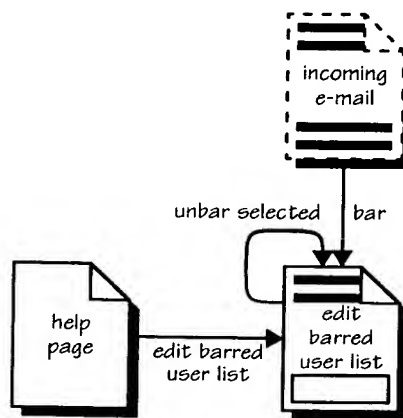 incoming
e-mail
unbar selected
bar
help
page
edit barred
user list
edit
barred
user list